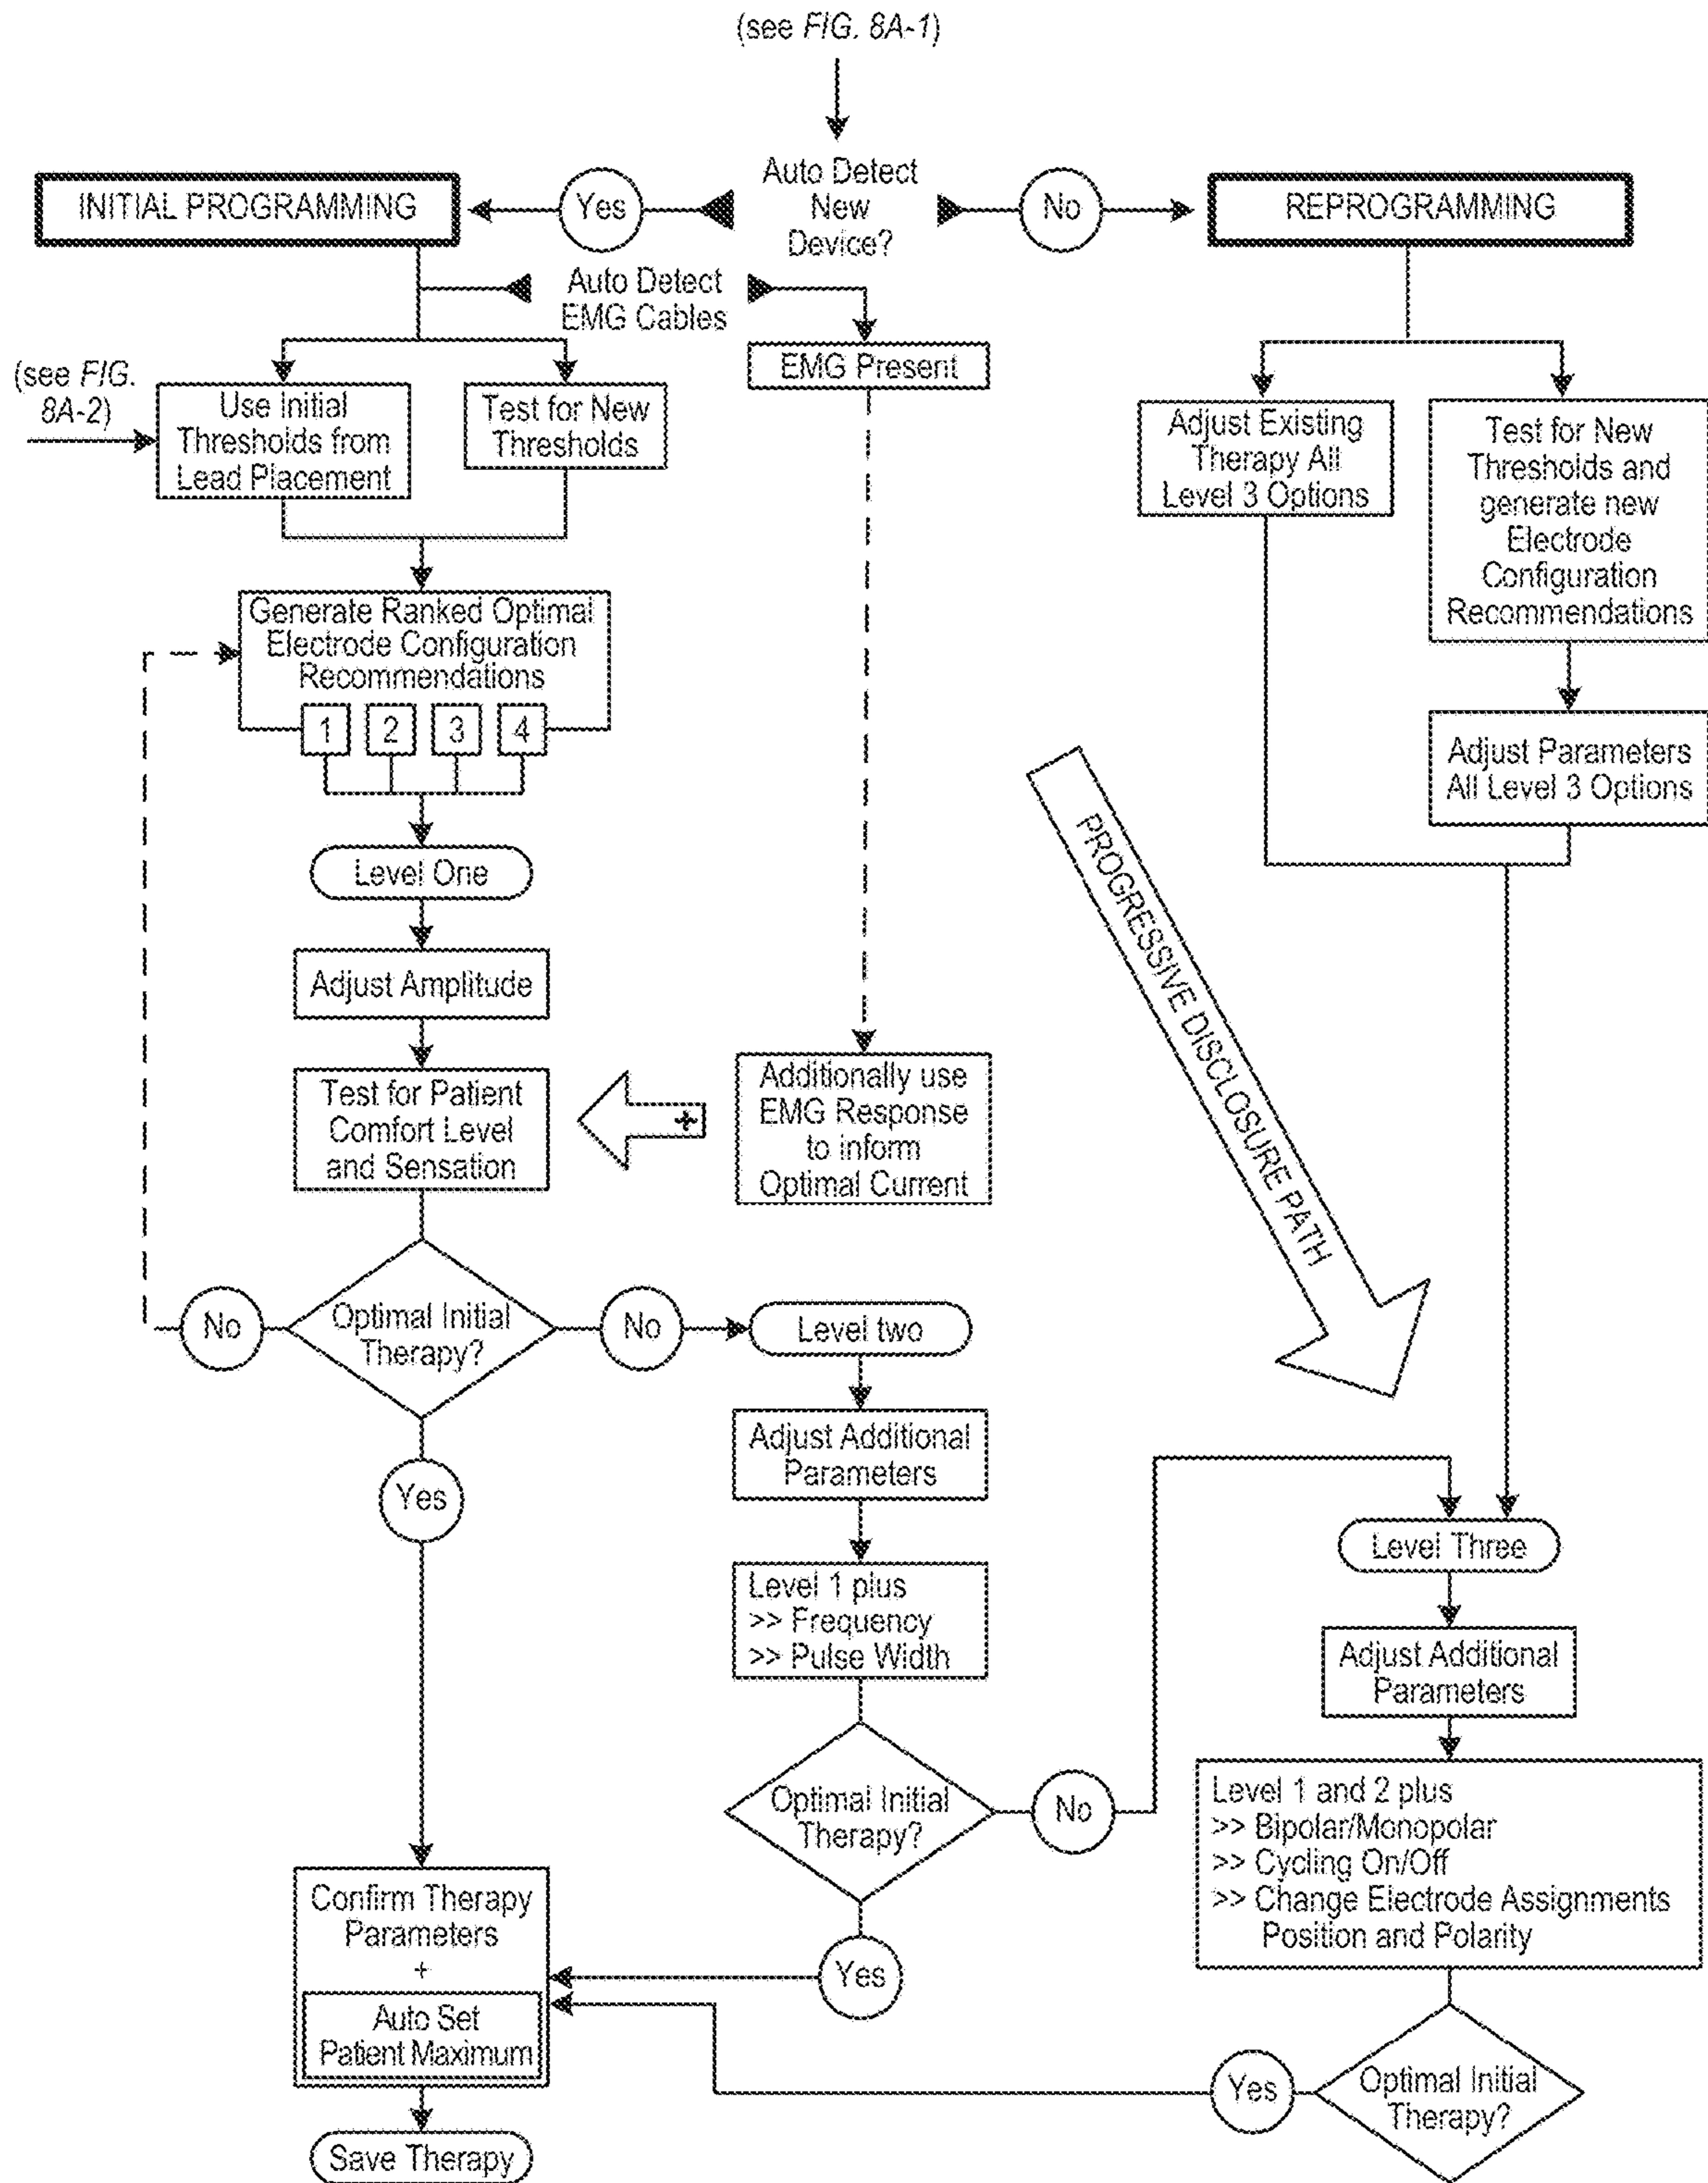 (see FIG. 8A-1)
Auto Detect
New
Device?
INITIAL PROGRAMMING
Yes
No
REPROGRAMMING
Auto Detect
EMG Cables
(see FIG.
8A-2)
Use Initial
Thresholds from
Lead Placement
Test for New
Thresholds
EMG Present
Adjust Existing
Therapy All
Level 3 Options
Test for New
Thresholds and
generate new
Electrode
Configuration
Recommendations
Generate Ranked Optimal
Electrode Configuration
Recommendations
1 2 3 4
Adjust Parameters
All Level 3 Options
Level One
Adjust Amplitude
PROGRESSIVE DISCLOSURE PATH
Test for Patient
Comfort Level
and Sensation
+
Additionally use
EMG Response
to inform
Optimal Current
No
Optimal Initial
Therapy?
No
Level two
Adjust Additional
Parameters
Yes
Level 1 plus
>> Frequency
>> Pulse Width
Level Three
Adjust Additional
Parameters
Optimal Initial
Therapy?
No
Level 1 and 2 plus
>> Bipolar/Monopolar
>> Cycling On/Off
>> Change Electrode Assignments
Position and Polarity
Confirm Therapy
Parameters
+
Auto Set
Patient Maximum
Yes
Yes
Optimal Initial
Therapy?
Save Therapy